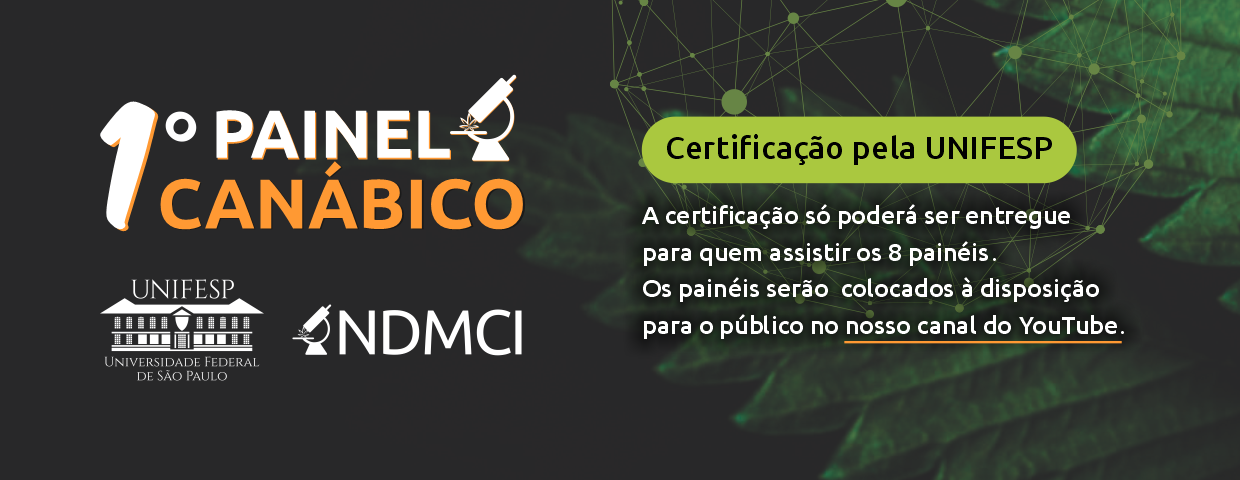 1º PAINEL
CANÁBICO
UNIFESP
UNIVERSIDADE FEDERAL
DE SÃO PAULO
NDMCI
Certificação pela UNIFESP
A certificação só poderá ser entregue
para quem assistir os 8 painéis.
Os painéis serão colocados à disposição
para o público no nosso canal do YouTube.